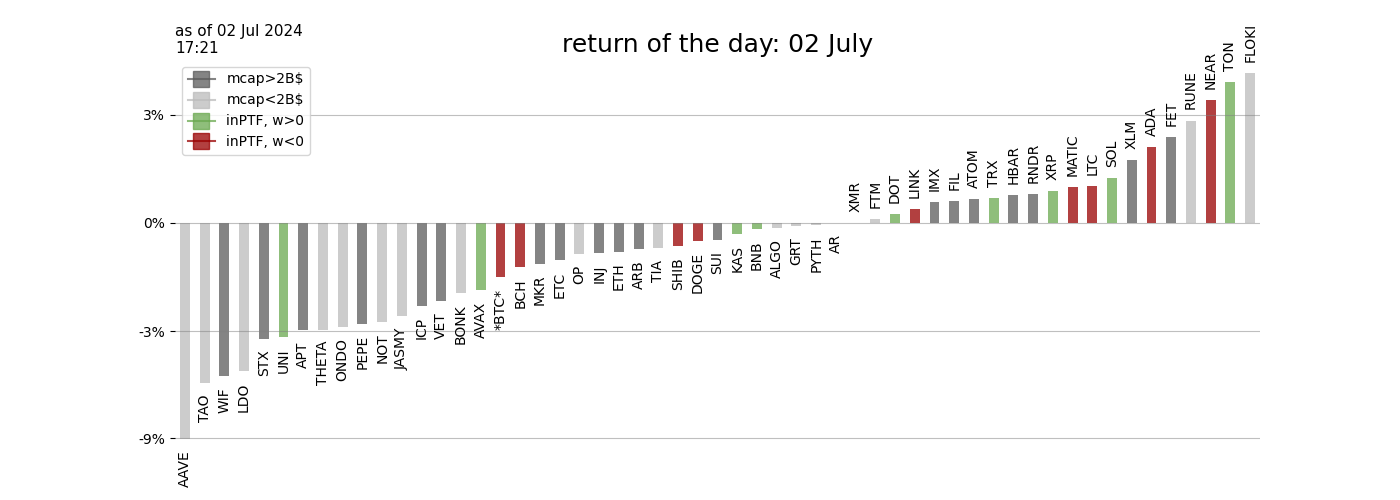 as of 02 Jul 2024
17:21
return of the day: 02 July
mcap>2B$
mcap<2B$
inPTF, w>0
inPTF, w<0
3%
0%
-3%
-9%
AAVE
TAO
WIF
LDO
STX
UNI
APT
THETA
ONDO
PEPE
NOT
JASMY
ICP
VET
BONK
AVAX
*BTC*
BCH
MKR
ETC
OP
INJ
ETH
ARB
TIA
SHIB
DOGE
SUI
KAS
BNB
ALGO
GRT
PYTH
AR
XMR
FTM
DOT
LINK
IMX
FIL
ATOM
TRX
HBAR
RNDR
XRP
MATIC
LTC
SOL
XLM
ADA
FET
RUNE
NEAR
TON
FLOKI